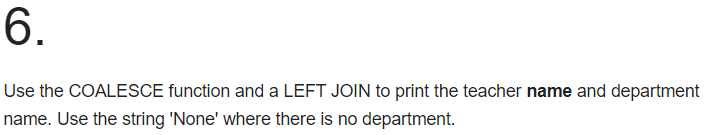 6.
Use the COALESCE function and a LEFT JOIN to print the teacher name and department
name. Use the string 'None' where there is no department.